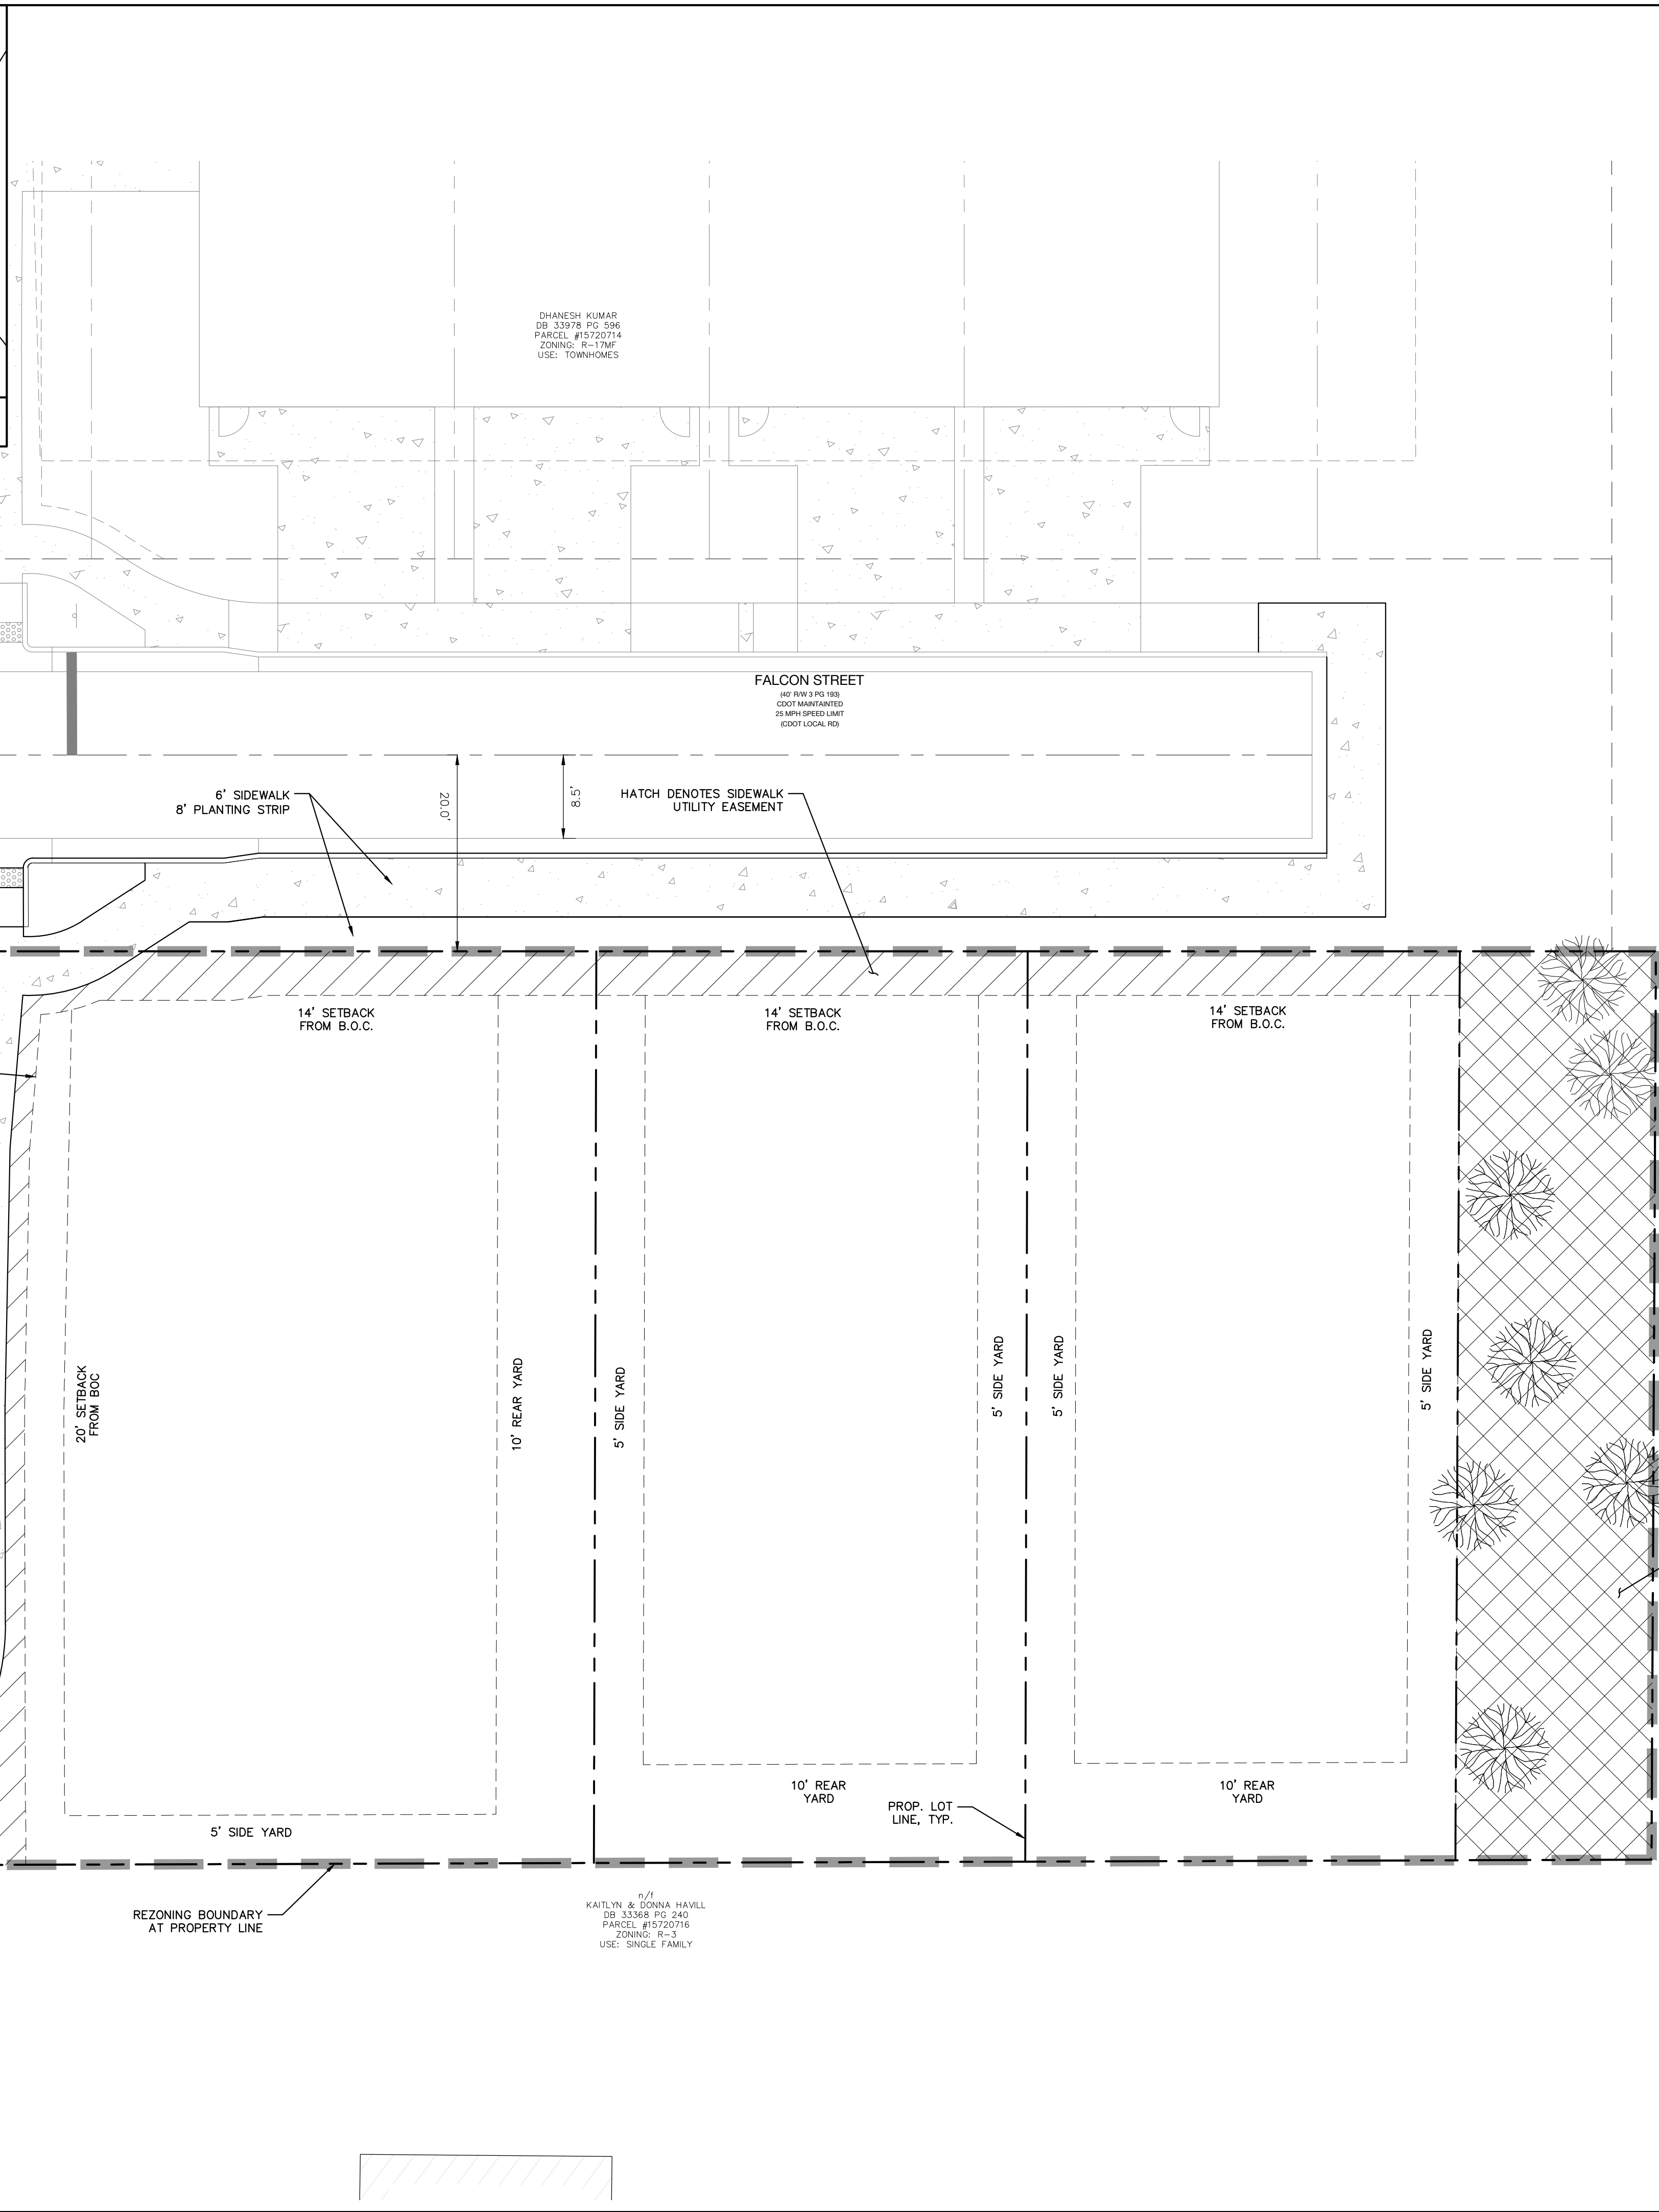 DHANESH KUMAR
DB 33978 PG 596
PARCEL #15720714
ZONING: R-17MF
USE: TOWNHOMES
FALCON STREET
(40' R/W 3 PG 193)
CDOT MAINTAINTED
25 MPH SPEED LIMIT
(CDOT LOCAL RD)
6' SIDEWALK
8' PLANTING STRIP
20.0'
8.5'
HATCH DENOTES SIDEWALK
UTILITY EASEMENT
14' SETBACK
FROM B.O.C.
14' SETBACK
FROM B.O.C.
14' SETBACK
FROM B.O.C.
20' SETBACK
FROM BOC
10' REAR YARD
5' SIDE YARD
5' SIDE YARD
5' SIDE YARD
5' SIDE YARD
10' REAR
YARD
10' REAR
YARD
PROP. LOT
LINE, TYP.
5' SIDE YARD
REZONING BOUNDARY
AT PROPERTY LINE
n/f
KAITLYN & DONNA HAVILL
DB 33368 PG 240
PARCEL #15720716
ZONING: R-3
USE: SINGLE FAMILY